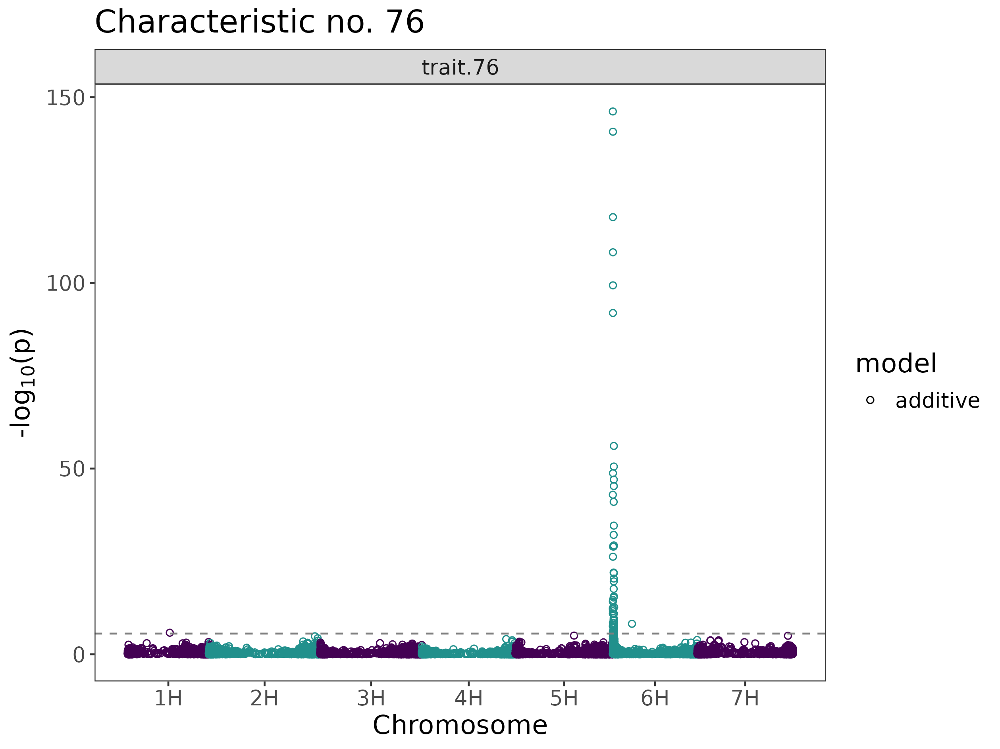 Characteristic no. 76
trait.76
150
100
50
0
-log10(p)
1H 2H 3H 4H 5H 6H 7H
Chromosome
model
additive